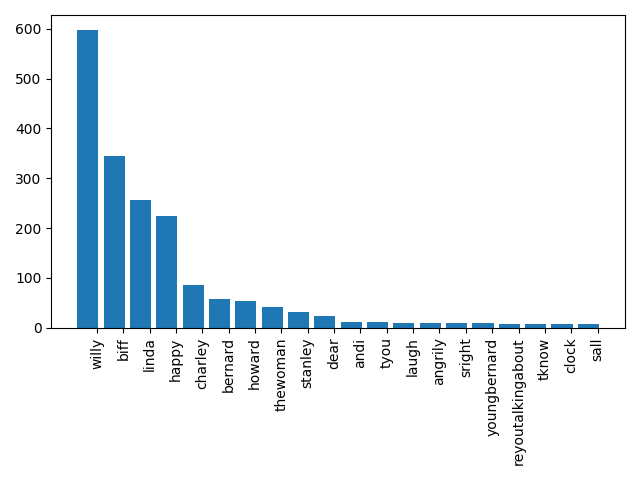 600
500
400
300
200
100
0
willy
biff
linda
happy
charley
bernard
howard
thewoman
stanley
dear
andi
tyou
laugh
angrily
sright
youngbernard
reyoutalkingabout
tknow
clock
sall